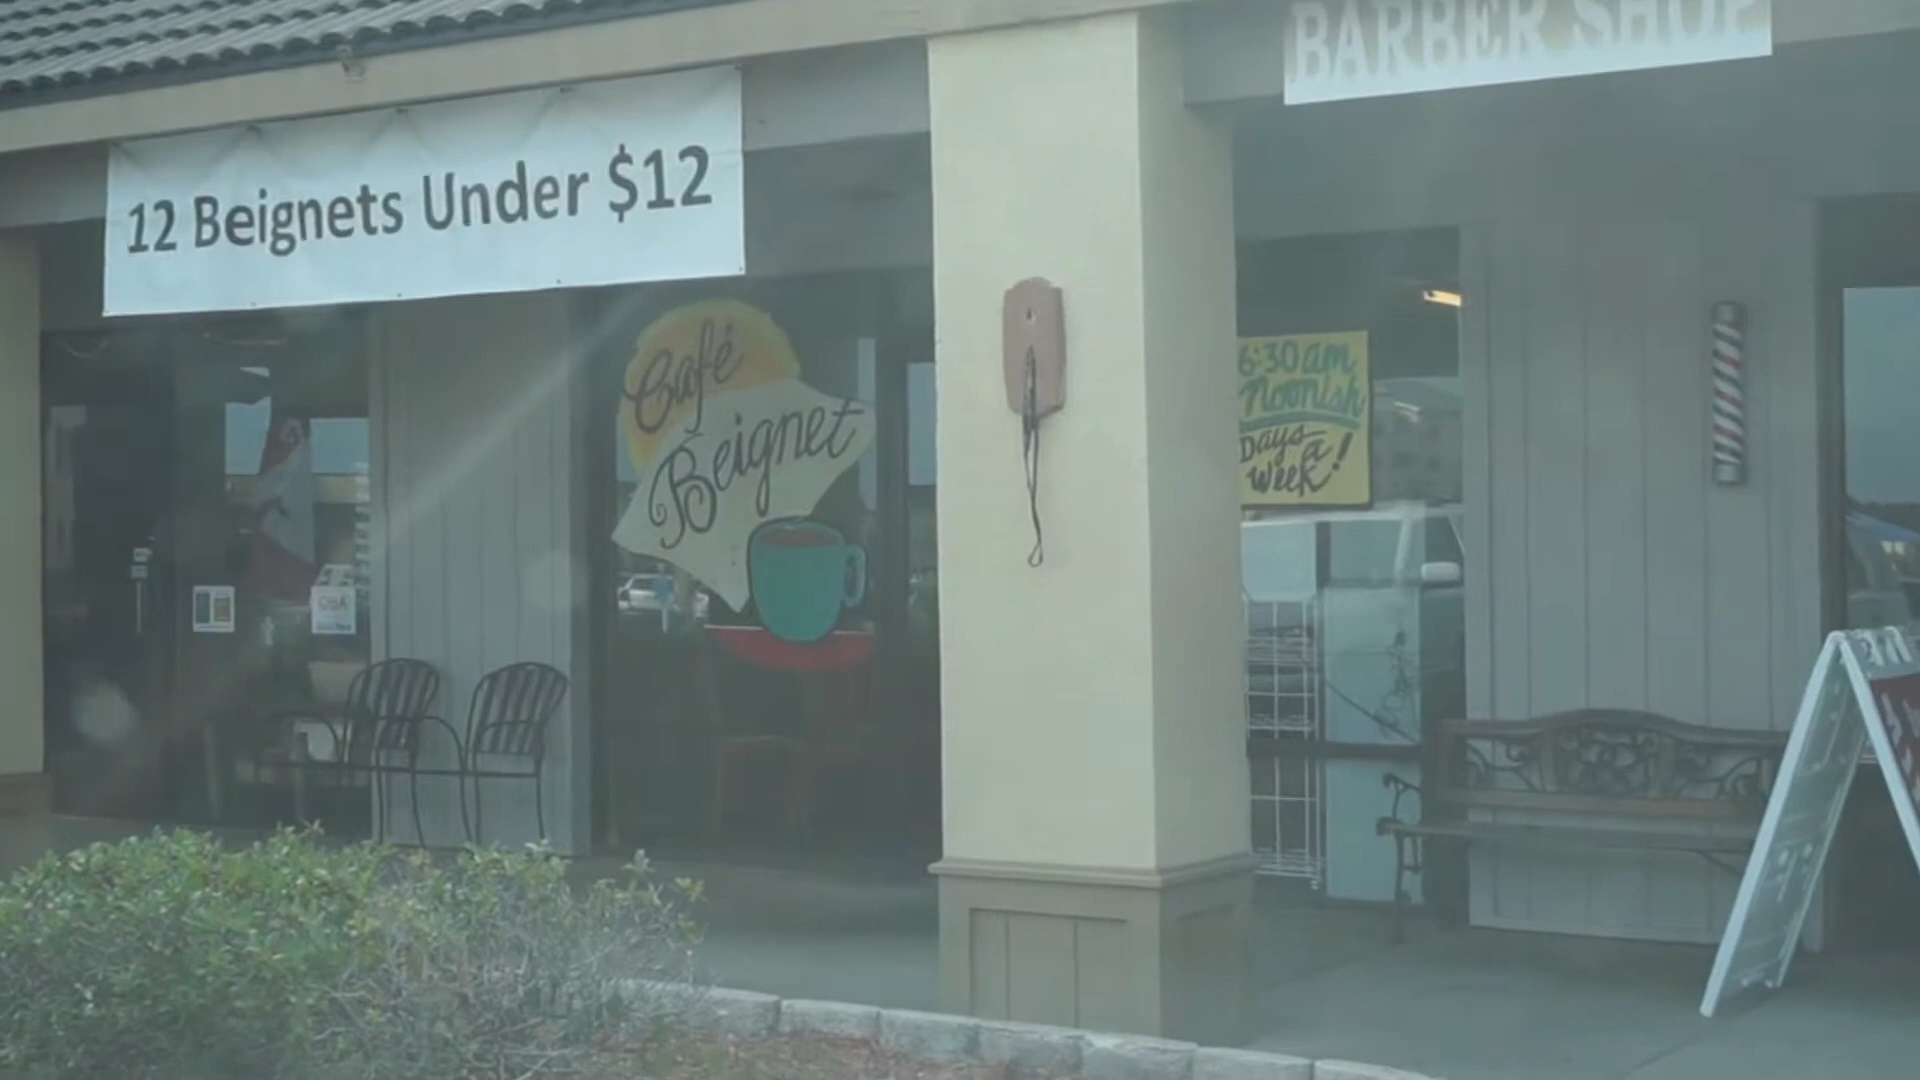 BARBER SHOP
12 Beignets Under $12
Café
Beignet
6:30 am
Noonish
Days a
Week!